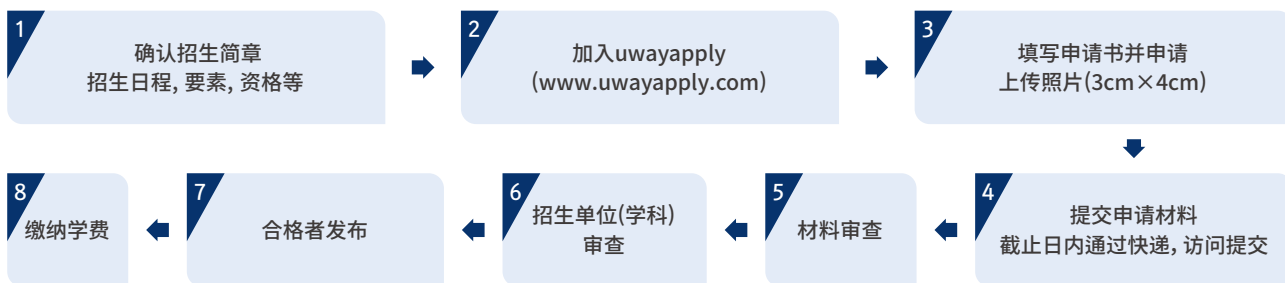 1
确认招生简章
招生日程, 要素, 资格等
2
加入uwayapply
(www.uwayapply.com)
3
填写申请书并申请
上传照片(3cm×4cm)
4
提交申请材料
截止日内通过快递, 访问提交
5
材料审查
6
招生单位(学科)
审查
7
合格者发布
8
缴纳学费